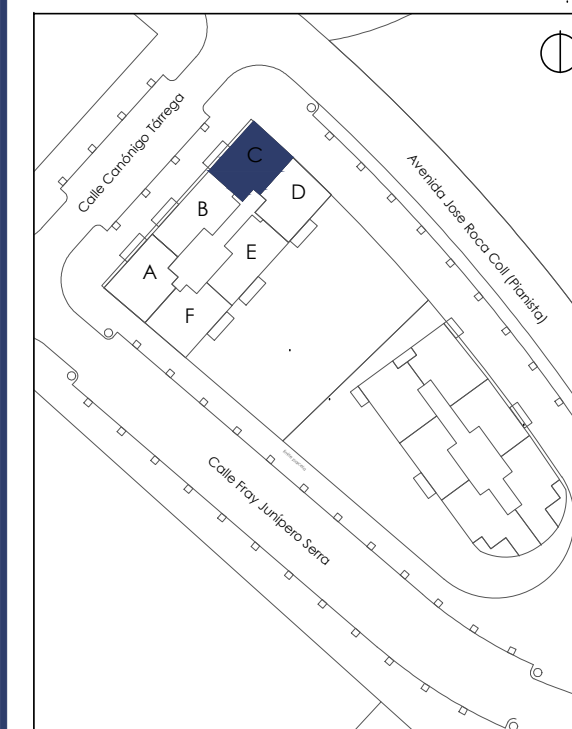 Calle Canónigo Tárrega
Avenida Jose Roca Coll (Pianista)
C
D
B
E
A
F
Calle Fray Junípero Serra